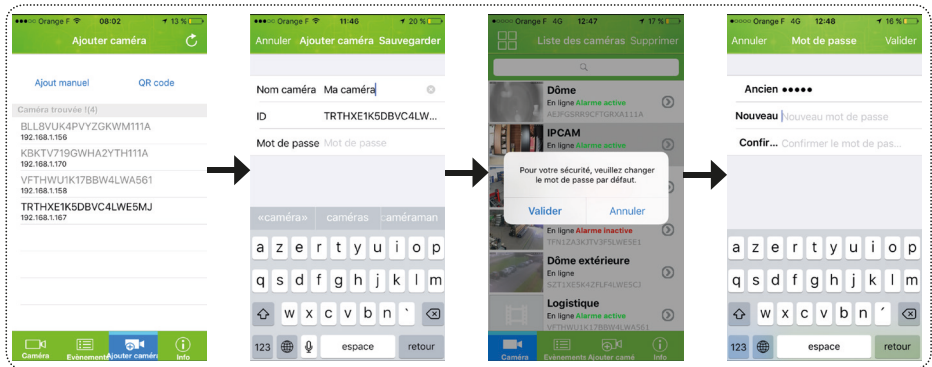 Orange F 08:02 13 %
Ajouter caméra
Ajout manuel QR code
Caméra trouvée !(4)
BLL8VUK4PVYZGKWM111A
192.168.1.156
KBKTV719GWHA2YTH111A
192.168.1.170
VFTHWU1K17BBW4LWA561
192.168.1.158
TRTHXE1K5DBVC4LWE5MJ
192.168.1.167
Caméra Evènements Ajouter caméra Info
Orange F 11:46 20 %
Annuler Ajouter caméra Sauvegarder
Nom caméra Ma caméra
ID TRTHXE1K5DBVC4LW...
Mot de passe Mot de passe
«caméra» caméras caméraman
a z e r t y u i o p
q s d f g h j k l m
w x c v b n `
123 espace retour
Orange F 4G 12:47 17 %
Liste des caméras Supprimer
Dôme
En ligne Alarme active
AEJFGSRR9CFTGRXA111A
IPCAM
En ligne Alarme active
Pour votre sécurité, veuillez changer
le mot de passe par défaut.
Valider Annuler
En ligne Alarme inactive
TFN1ZA3KJTV3F5LWE5E1
Dôme extérieure
En ligne
SZT1XE5K4ZFLF4LWE5CJ
Logistique
En ligne Alarme active
VFTHWU1K17BBW4LWA561
Caméra Evènements Ajouter camé Info
Orange F 4G 12:48 16 %
Annuler Mot de passe Valider
Ancien •••••
Nouveau Nouveau mot de passe
Confir... Confirmer le mot de pas...
a z e r t y u i o p
q s d f g h j k l m
w x c v b n ´
123 espace retour